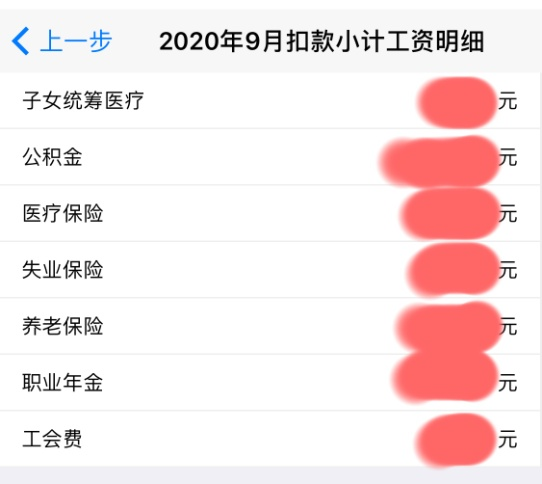 上一步 2020年9月扣款小计工资明细
子女统筹医疗 元
公积金 元
医疗保险 元
失业保险 元
养老保险 元
职业年金 元
工会费 元